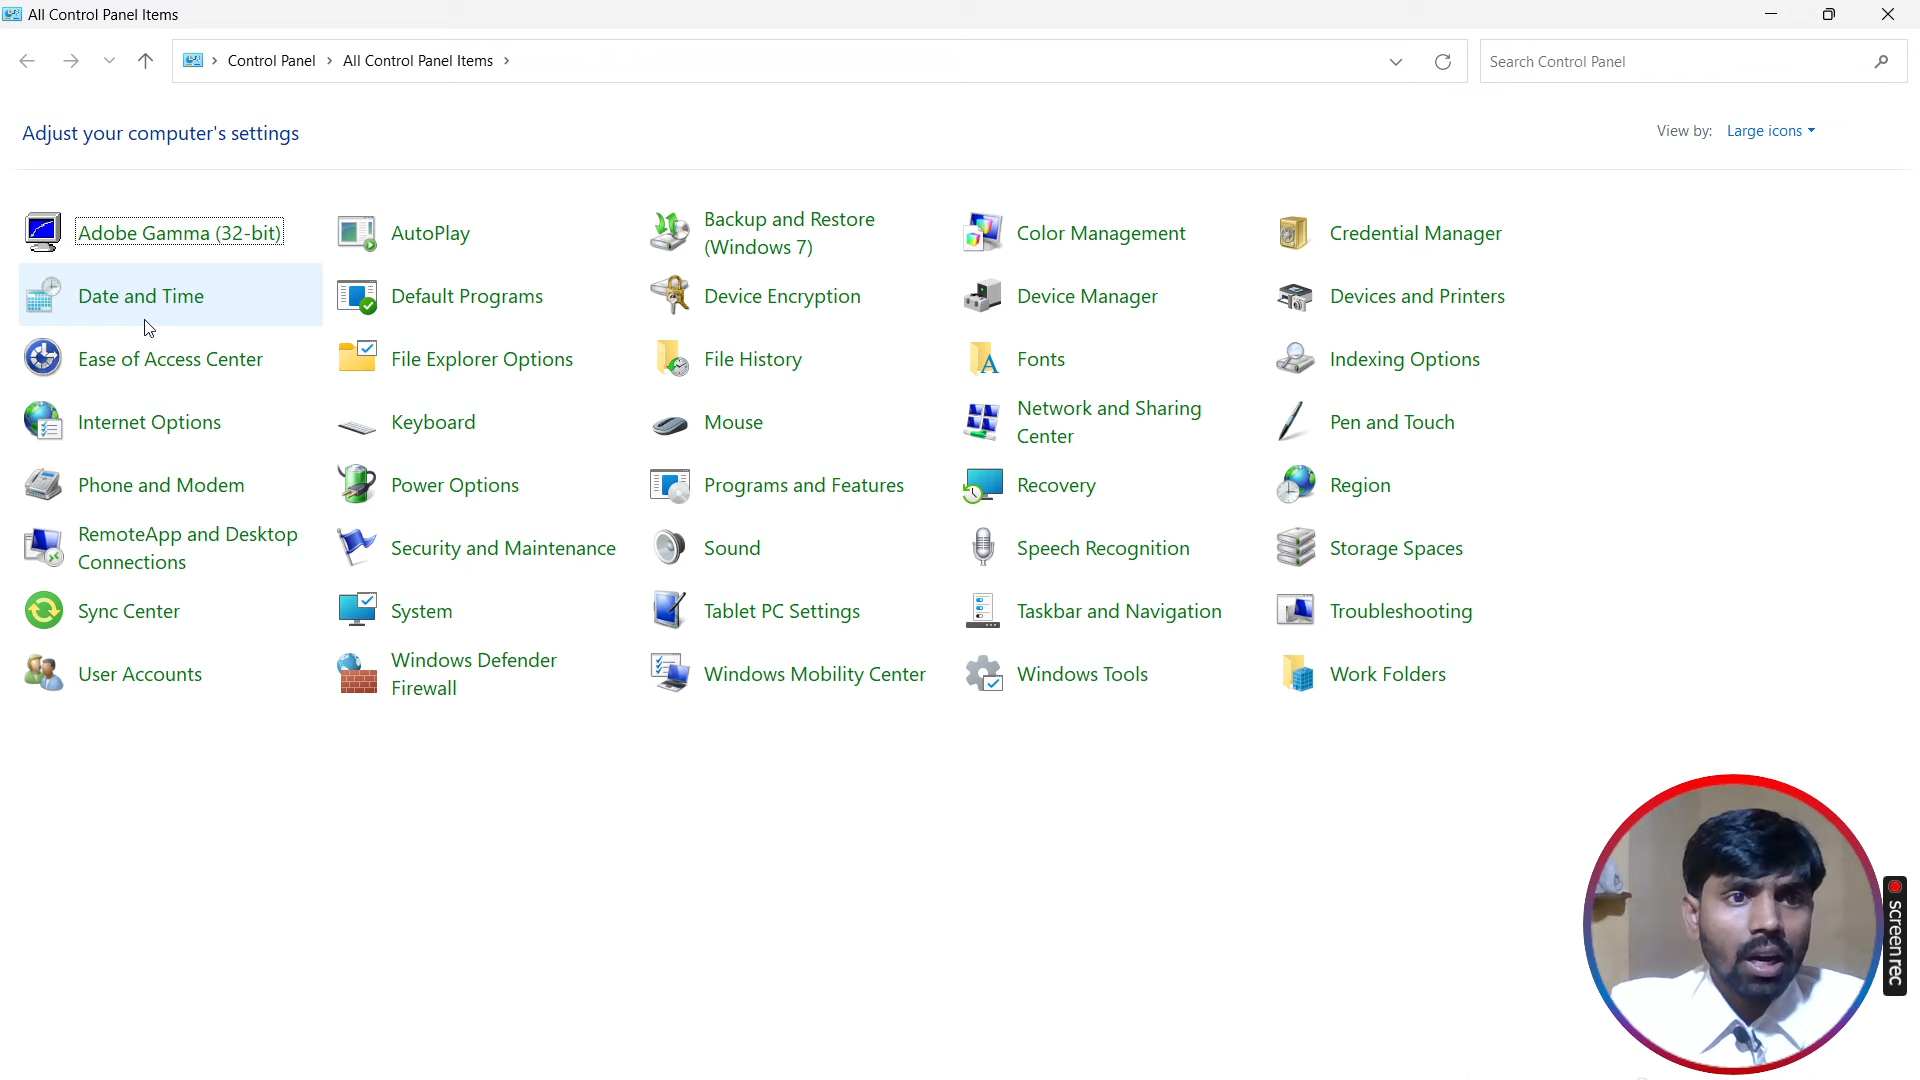 All Control Panel Items
Control Panel > All Control Panel Items >
Search Control Panel
Adjust your computer's settings
View by: Large icons
Adobe Gamma (32-bit)
AutoPlay
Backup and Restore
(Windows 7)
Color Management
Credential Manager
Date and Time
Default Programs
Device Encryption
Device Manager
Devices and Printers
Ease of Access Center
File Explorer Options
File History
Fonts
Indexing Options
Internet Options
Keyboard
Mouse
Network and Sharing
Center
Pen and Touch
Phone and Modem
Power Options
Programs and Features
Recovery
Region
RemoteApp and Desktop
Connections
Security and Maintenance
Sound
Speech Recognition
Storage Spaces
Sync Center
System
Tablet PC Settings
Taskbar and Navigation
Troubleshooting
User Accounts
Windows Defender
Firewall
Windows Mobility Center
Windows Tools
Work Folders
screenrec